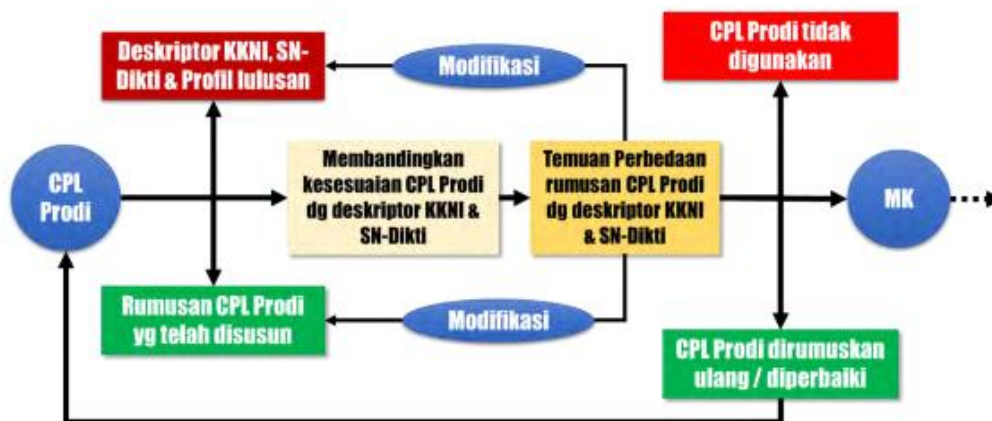 Deskriptor KKNI, SN-
Dikti & Profil lulusan
Modifikasi
CPL Prodi tidak
digunakan
CPL
Prodi
Membandingkan
kesesuaian CPL Prodi
dg deskriptor KKNI &
SN-Dikti
Temuan Perbedaan
rumusan CPL Prodi
dg deskriptor KKNI
& SN-Dikti
MK
Rumusan CPL Prodi
yg telah disusun
Modifikasi
CPL Prodi dirumuskan
ulang / diperbaiki